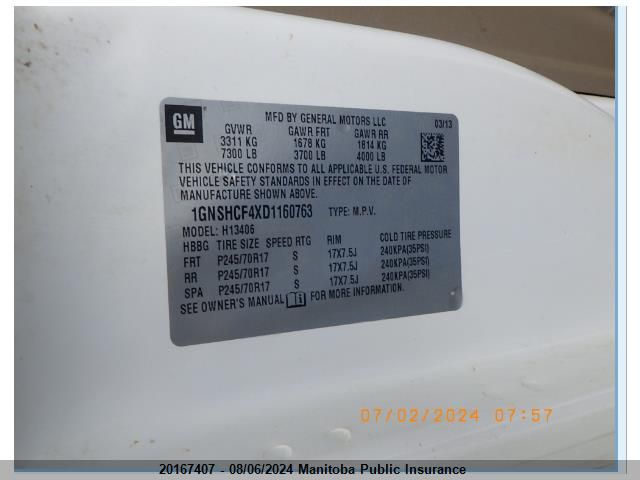 GM
MFD BY GENERAL MOTORS LLC 03/13
GVWR GAWR FRT GAWR RR
3311 KG 1678 KG 1814 KG
7300 LB 3700 LB 4000 LB
THIS VEHICLE CONFORMS TO ALL APPLICABLE U.S. FEDERAL MOTOR
VEHICLE SAFETY STANDARDS IN EFFECT ON THE DATE OF
MANUFACTURE SHOWN ABOVE.
1GNSHCF4XD1160763 TYPE: M.P.V.
MODEL: H13406
HBBG TIRE SIZE SPEED RTG RIM COLD TIRE PRESSURE
FRT P245/70R17 S 17X7.5J 240KPA(35PSI)
RR P245/70R17 S 17X7.5J 240KPA(35PSI)
SPA P245/70R17 S 17X7.5J 240KPA(35PSI)
SEE OWNER'S MANUAL FOR MORE INFORMATION.
07/02/2024 07:57
20167407 - 08/06/2024 Manitoba Public Insurance